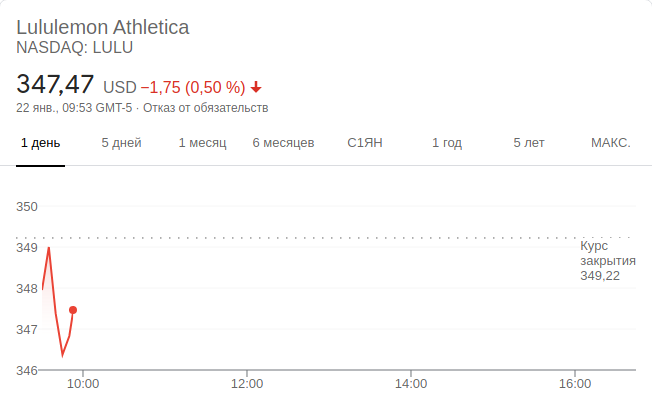 Lululemon Athletica
NASDAQ: LULU
347,47 USD −1,75 (0,50 %)
22 янв., 09:53 GMT-5 · Отказ от обязательств
1 день 5 дней 1 месяц 6 месяцев С1ЯН 1 год 5 лет МАКС.
350
349
348
347
346
Курс
закрытия
349,22
10:00 12:00 14:00 16:00